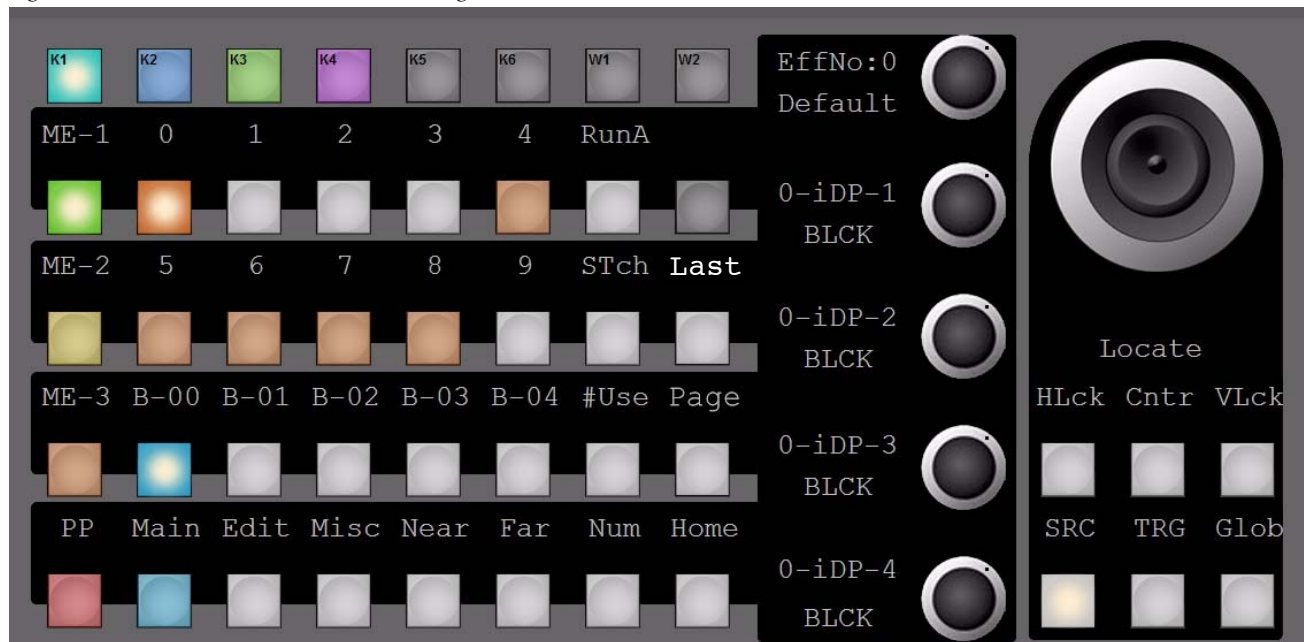 K1 K2 K3 K4 K5 K6 W1 W2
EffNo:0
Default
ME-1 0 1 2 3 4 RunA
0-iDP-1
BLCK
ME-2 5 6 7 8 9 STch Last
0-iDP-2
BLCK
Locate
ME-3 B-00 B-01 B-02 B-03 B-04 #Use Page
HLck Cntr VLck
0-iDP-3
BLCK
PP Main Edit Misc Near Far Num Home
SRC TRG Glob
0-iDP-4
BLCK